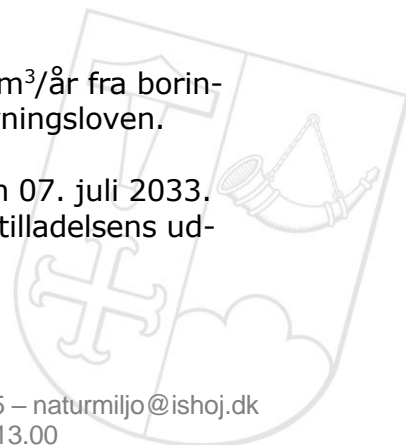 m³/år fra borin-
ningsloven.
n 07. juli 2033.
tilladelsens ud-
5 – naturmiljo@ishoj.dk
13.00